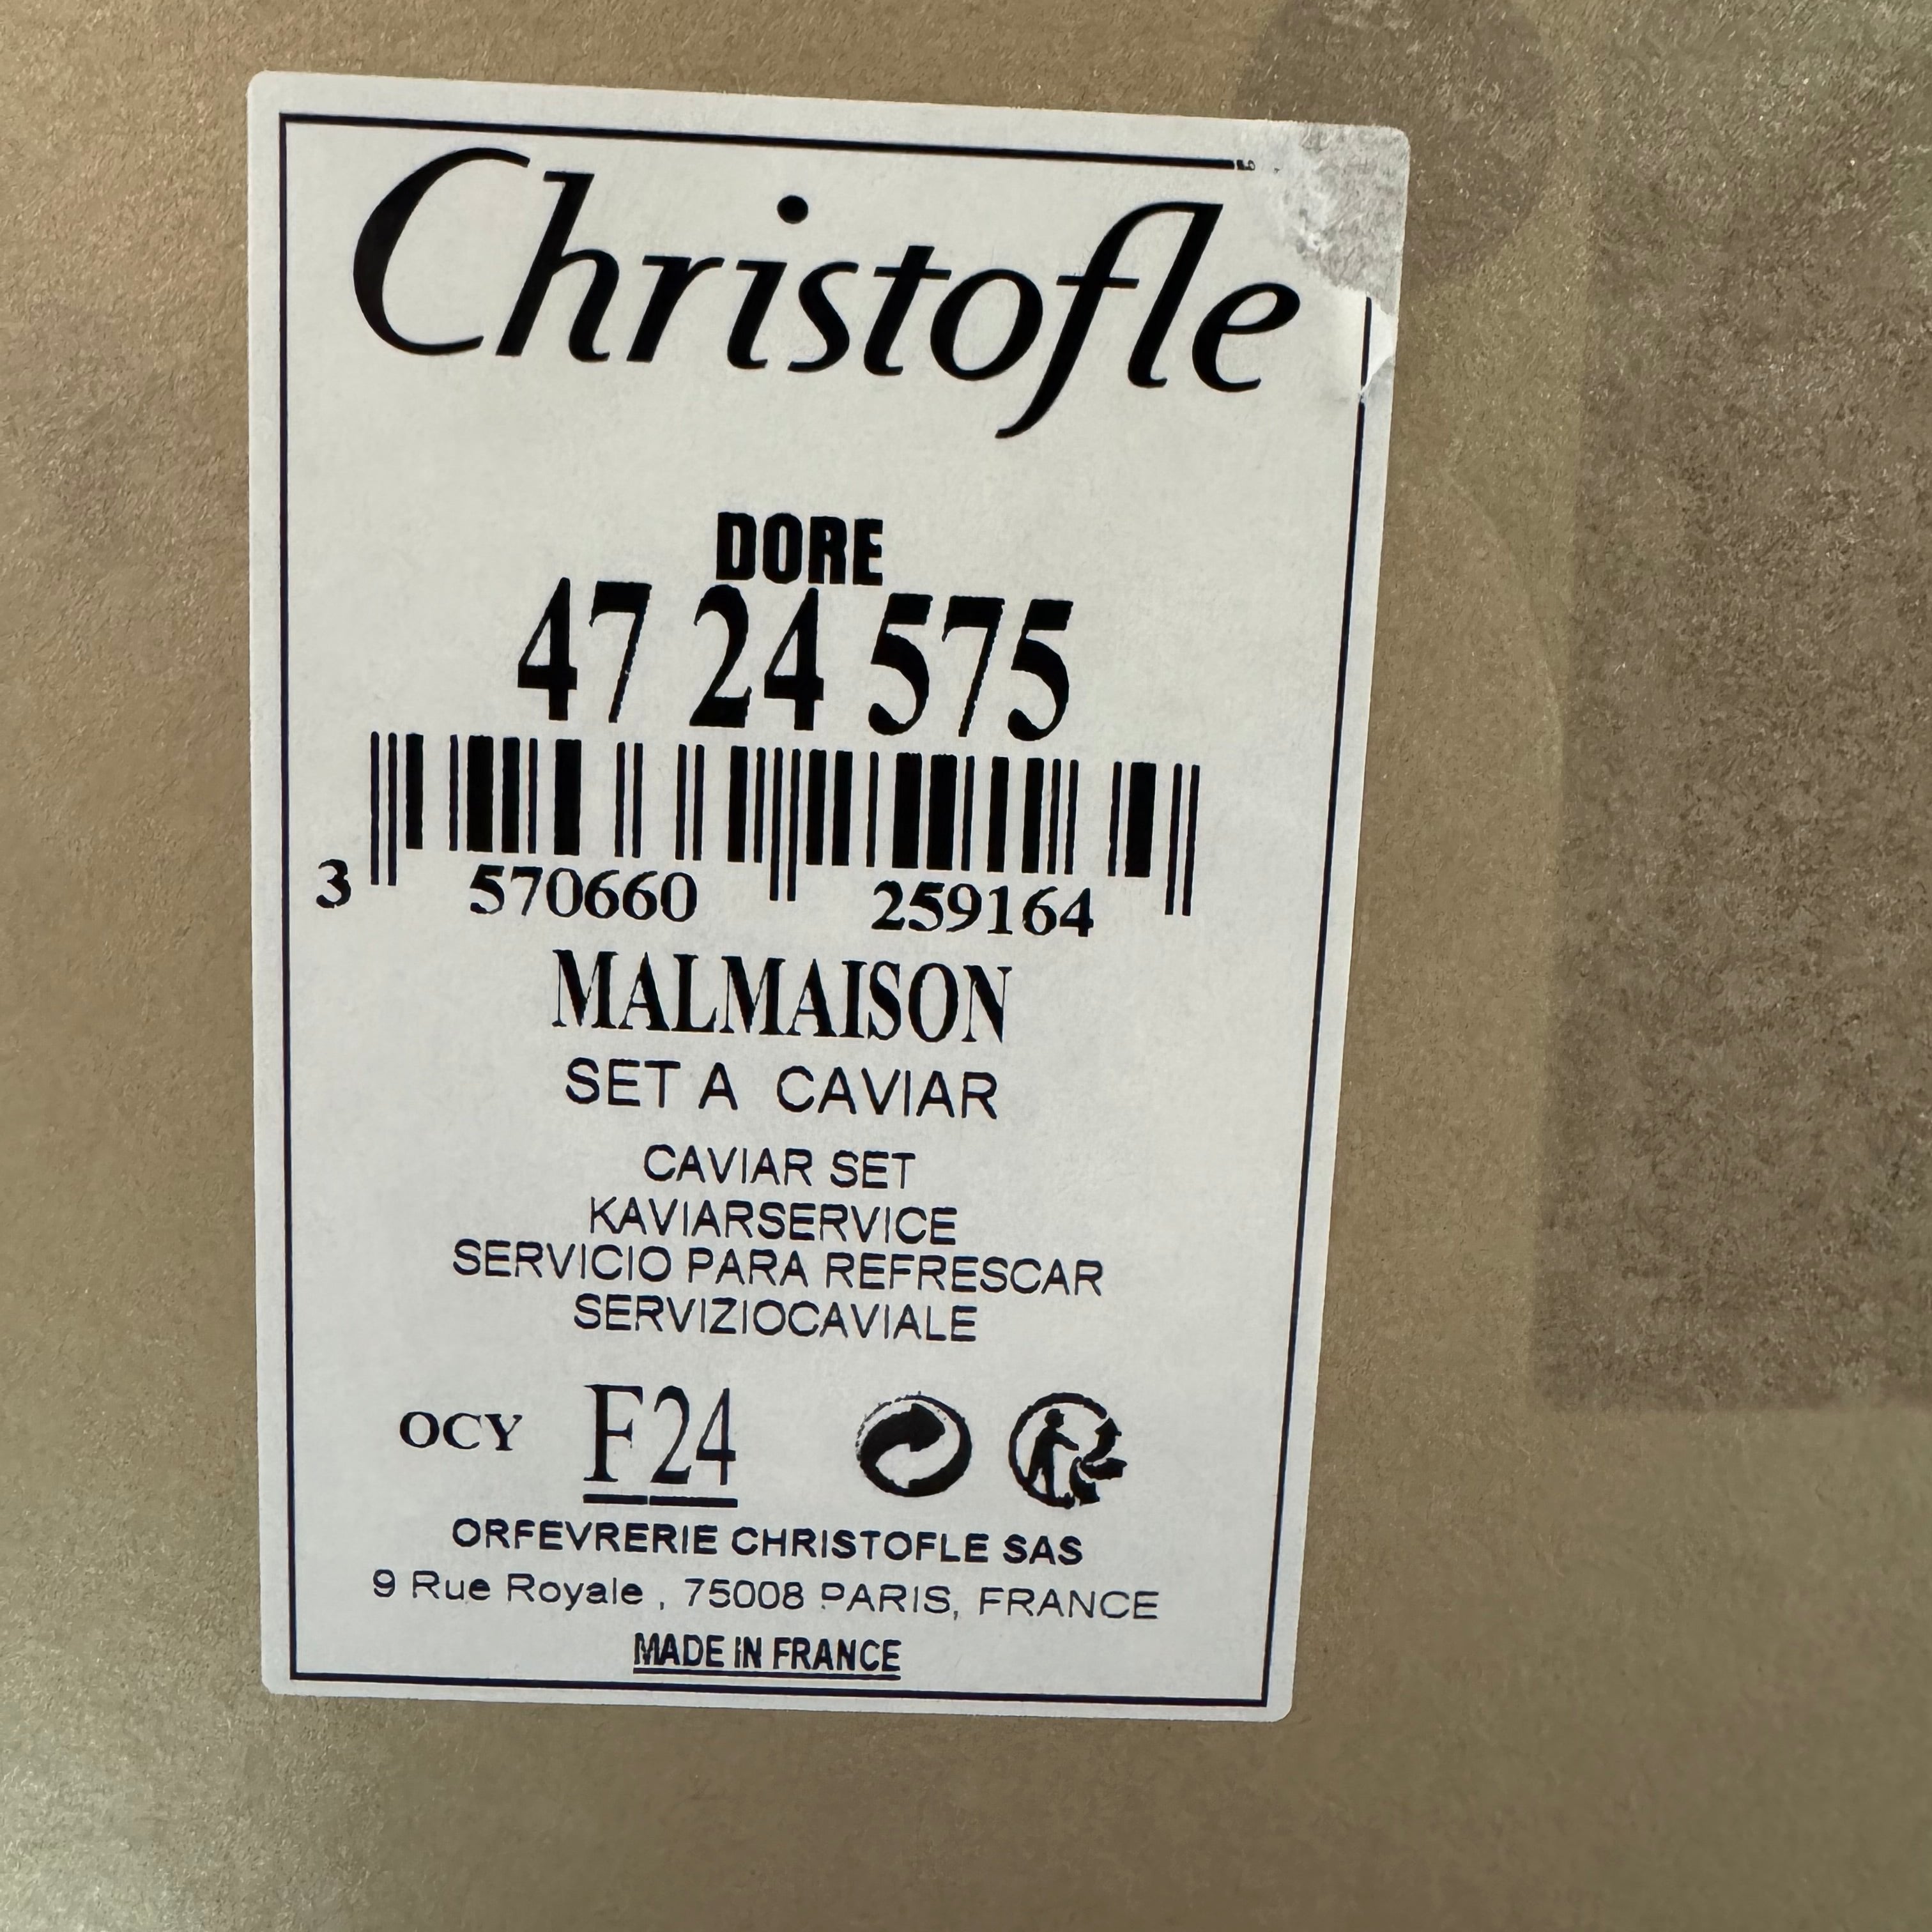 Christofle
DORE
47 24 575
3 570660 259164
MALMAISON
SET A CAVIAR
CAVIAR SET
KAVIARSERVICE
SERVICIO PARA REFRESCAR
SERVIZIOCAVIALE
OCY F24
ORFEVRERIE CHRISTOFLE SAS
9 Rue Royale , 75008 PARIS, FRANCE
MADE IN FRANCE